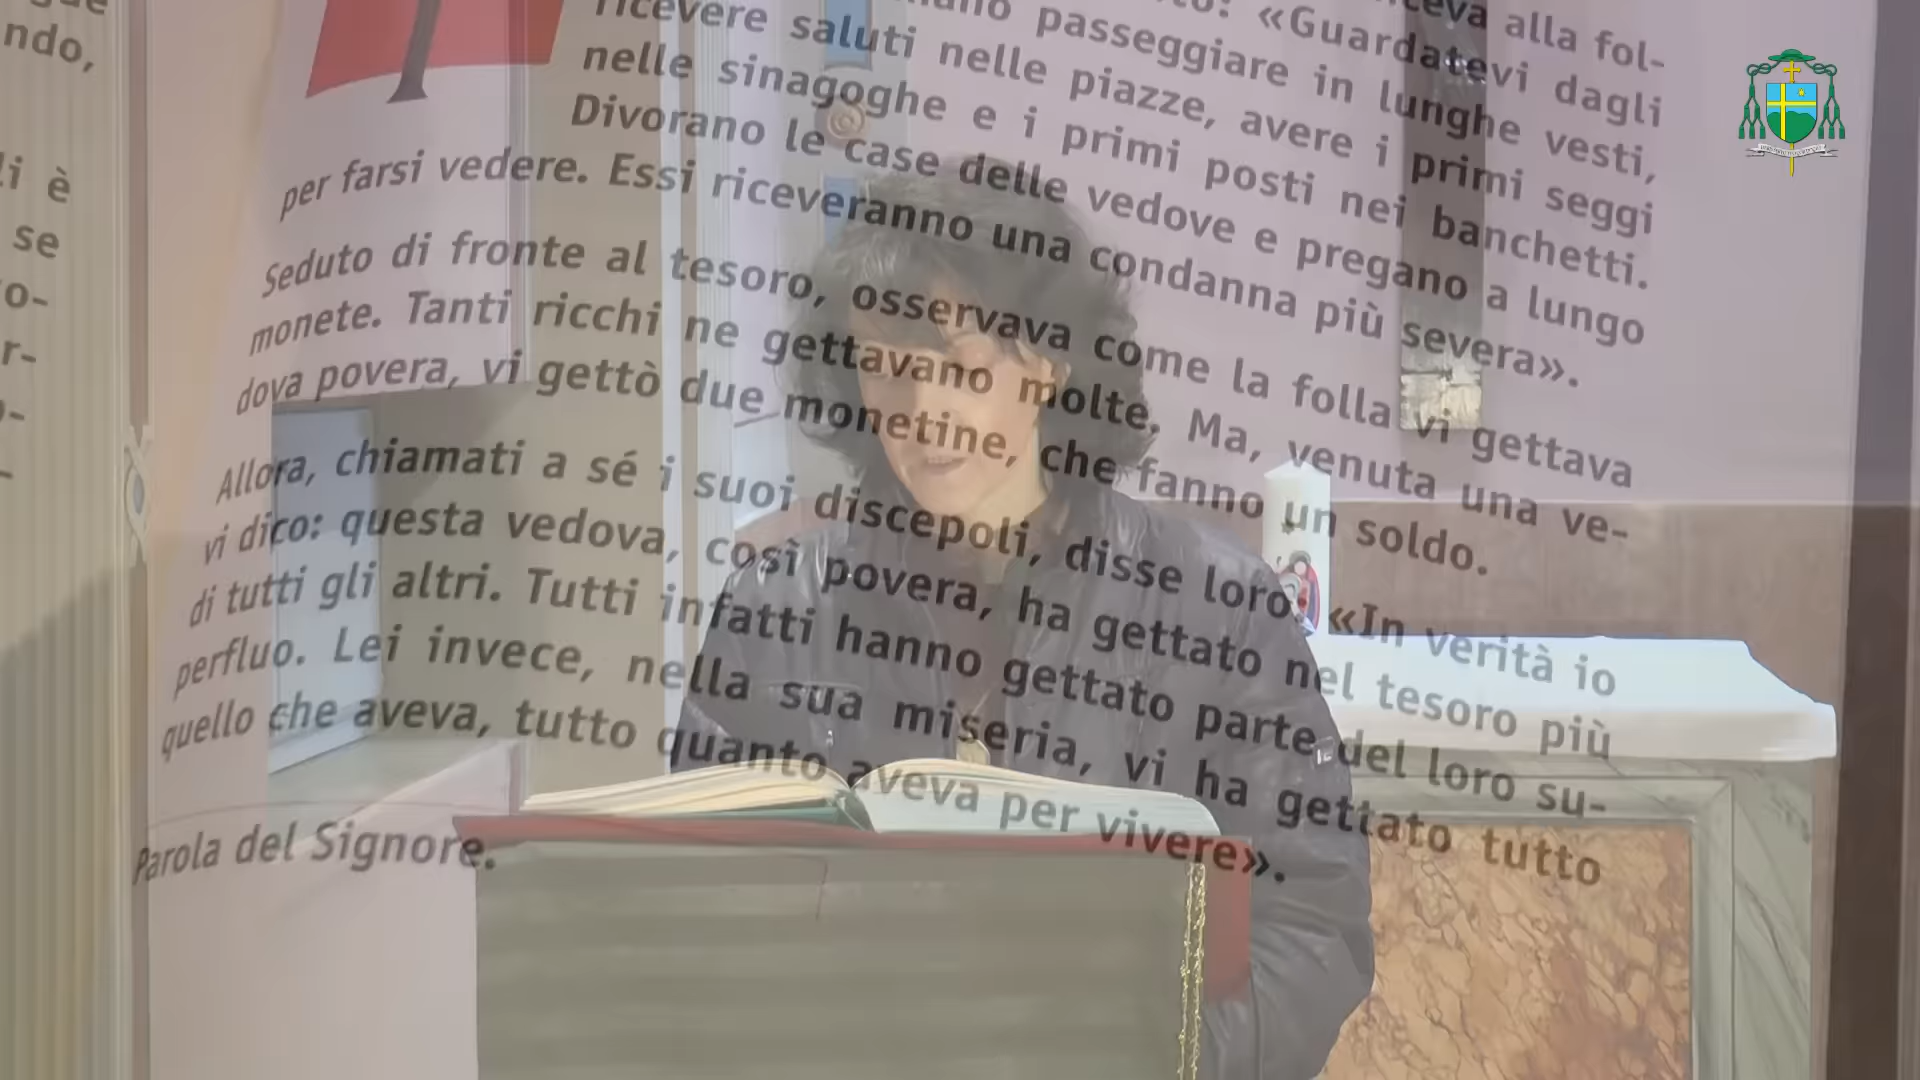 ndo,
li è
se
o-
r-
alla fol-
«Guardatevi dagli
passeggiare in lunghe vesti,
ricevere saluti nelle piazze, avere i primi seggi
nelle sinagoghe e i primi posti nei banchetti.
Divorano le case delle vedove e pregano a lungo
per farsi vedere. Essi riceveranno una condanna più severa».
Seduto di fronte al tesoro, osservava come la folla vi gettava
monete. Tanti ricchi ne gettavano molte. Ma, venuta una ve-
dova povera, vi gettò due monetine, che fanno un soldo.
Allora, chiamati a sé i suoi discepoli, disse loro: «In verità io
vi dico: questa vedova, così povera, ha gettato nel tesoro più
di tutti gli altri. Tutti infatti hanno gettato parte del loro su-
perfluo. Lei invece, nella sua miseria, vi ha gettato tutto
quello che aveva, tutto quanto aveva per vivere».
Parola del Signore.